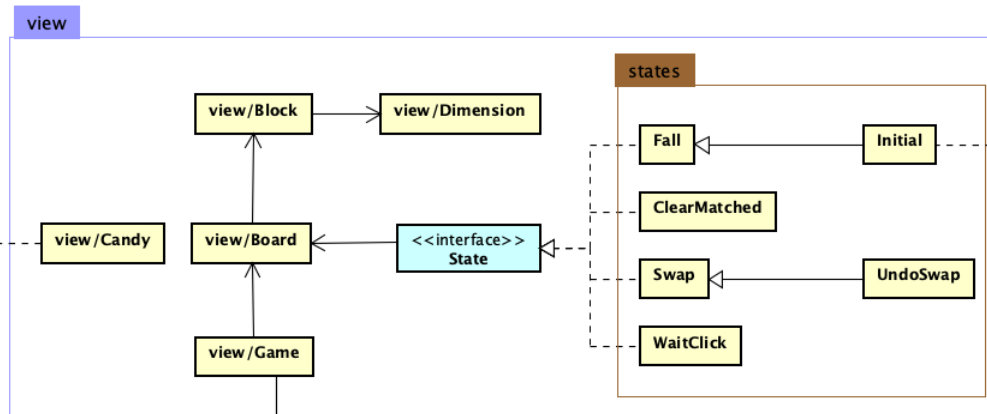 view
states
view/Block
view/Dimension
Fall
Initial
ClearMatched
view/Candy
view/Board
<<interface>>
State
Swap
UndoSwap
WaitClick
view/Game